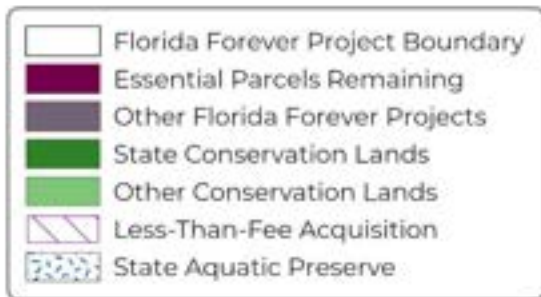 Florida Forever Project Boundary
Essential Parcels Remaining
Other Florida Forever Projects
State Conservation Lands
Other Conservation Lands
Less-Than-Fee Acquisition
State Aquatic Preserve